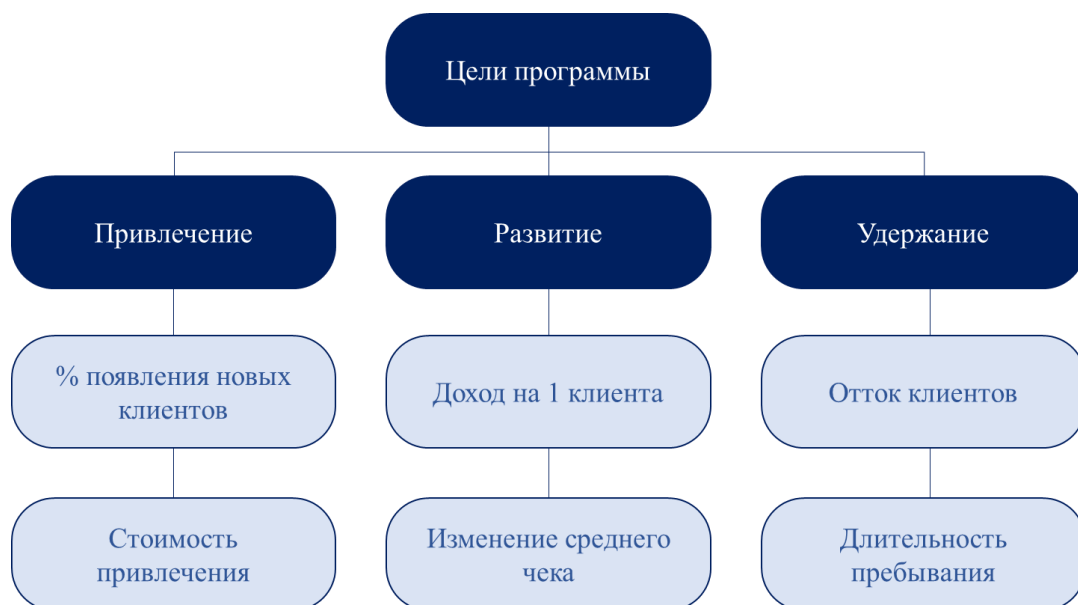 Цели программы
Привлечение
Развитие
Удержание
% появления новых
клиентов
Доход на 1 клиента
Отток клиентов
Стоимость
привлечения
Изменение среднего
чека
Длительность
пребывания